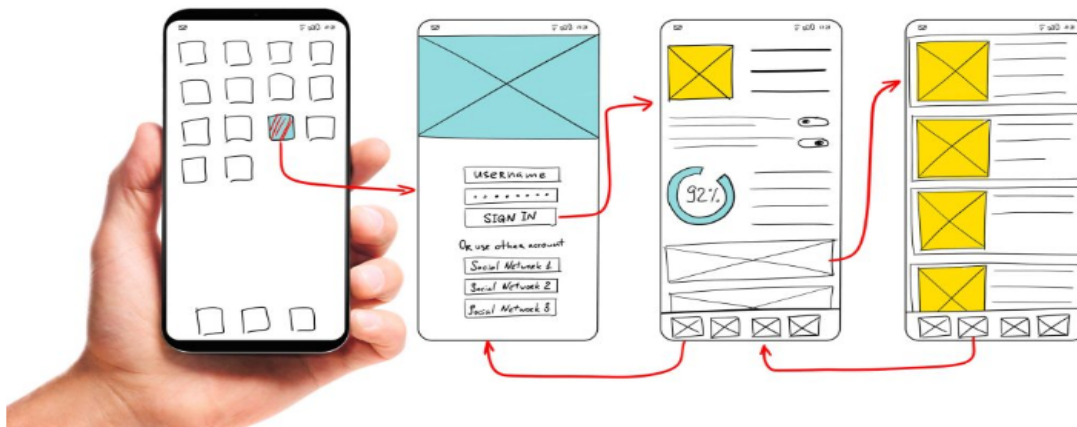 username
SIGN IN
Or use other account
Social Network 1
Social Network 2
Social Network 3
92%